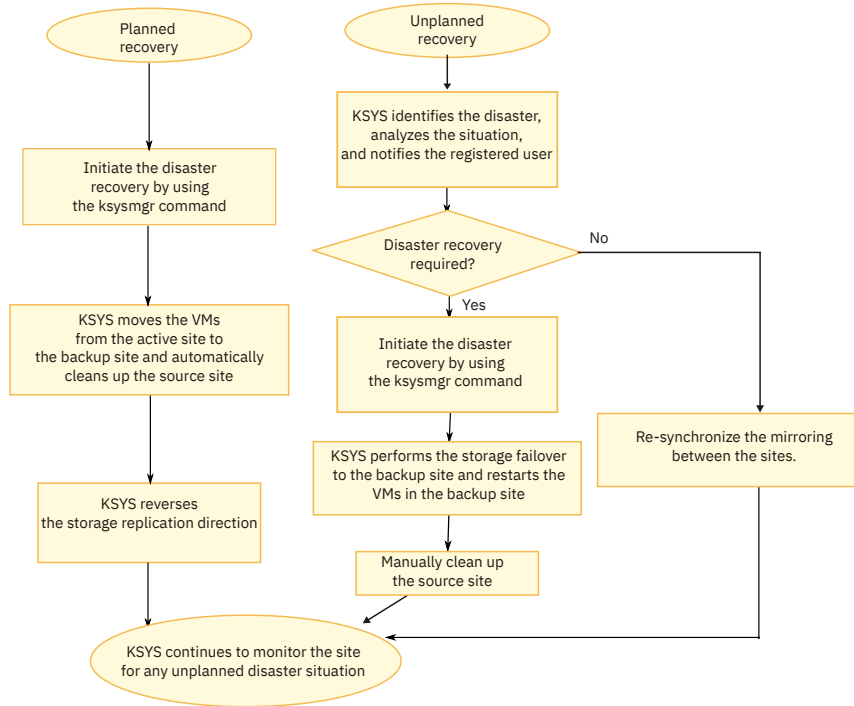 Planned
recovery
Initiate the disaster
recovery by using
the ksysmgr command
KSYS moves the VMs
from the active site to
the backup site and automatically
cleans up the source site
KSYS reverses
the storage replication direction
Unplanned
recovery
KSYS identifies the disaster,
analyzes the situation,
and notifies the registered user
Disaster recovery
required?
No
Yes
Initiate the disaster
recovery by using
the ksysmgr command
KSYS performs the storage failover
to the backup site and restarts the
VMs in the backup site
Manually clean up
the source site
Re-synchronize the mirroring
between the sites.
KSYS continues to monitor the site
for any unplanned disaster situation